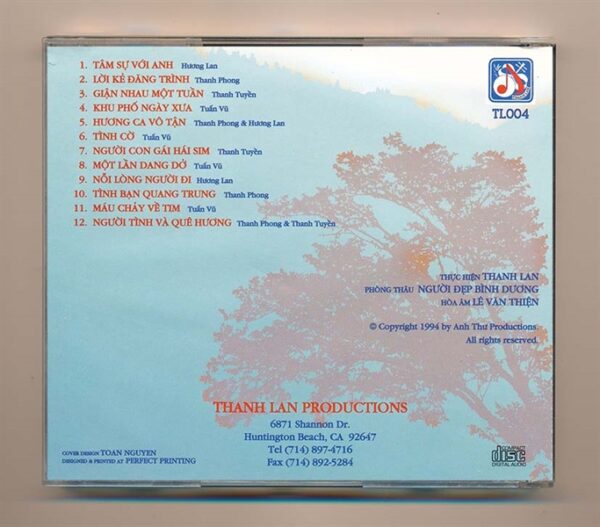 1. TÂM SỰ VỚI ANH Hương Lan
2. LỜI KẺ ĐĂNG TRÌNH Thanh Phong
3. GIẬN NHAU MỘT TUẦN Thanh Tuyền
4. KHU PHỐ NGÀY XƯA Tuấn Vũ
5. HƯƠNG CA VÔ TẬN Thanh Phong & Hương Lan
6. TÌNH CỜ Tuấn Vũ
7. NGƯỜI CON GÁI HÁI SIM Thanh Tuyền
8. MỘT LẦN DANG DỞ Tuấn Vũ
9. NỖI LÒNG NGƯỜI ĐI Hương Lan
10. TÌNH BẠN QUANG TRUNG Thanh Phong
11. MÁU CHẢY VỀ TIM Tuấn Vũ
12. NGƯỜI TÌNH VÀ QUÊ HƯƠNG Thanh Phong & Thanh Tuyền
TL004
THỰC HIỆN THANH LAN
PHÒNG THÂU NGƯỜI ĐẸP BÌNH DƯƠNG
HÒA ÂM LÊ VĂN THIỆN
© Copyright 1994 by Anh Thư Productions.
All rights reserved.
THANH LAN PRODUCTIONS
6871 Shannon Dr.
Huntington Beach, CA 92647
Tel (714) 897-4716
Fax (714) 892-5284
COVER DESIGN TOAN NGUYEN
DESIGNED & PRINTED AT PERFECT PRINTING
COMPACT
disc
DIGITAL AUDIO